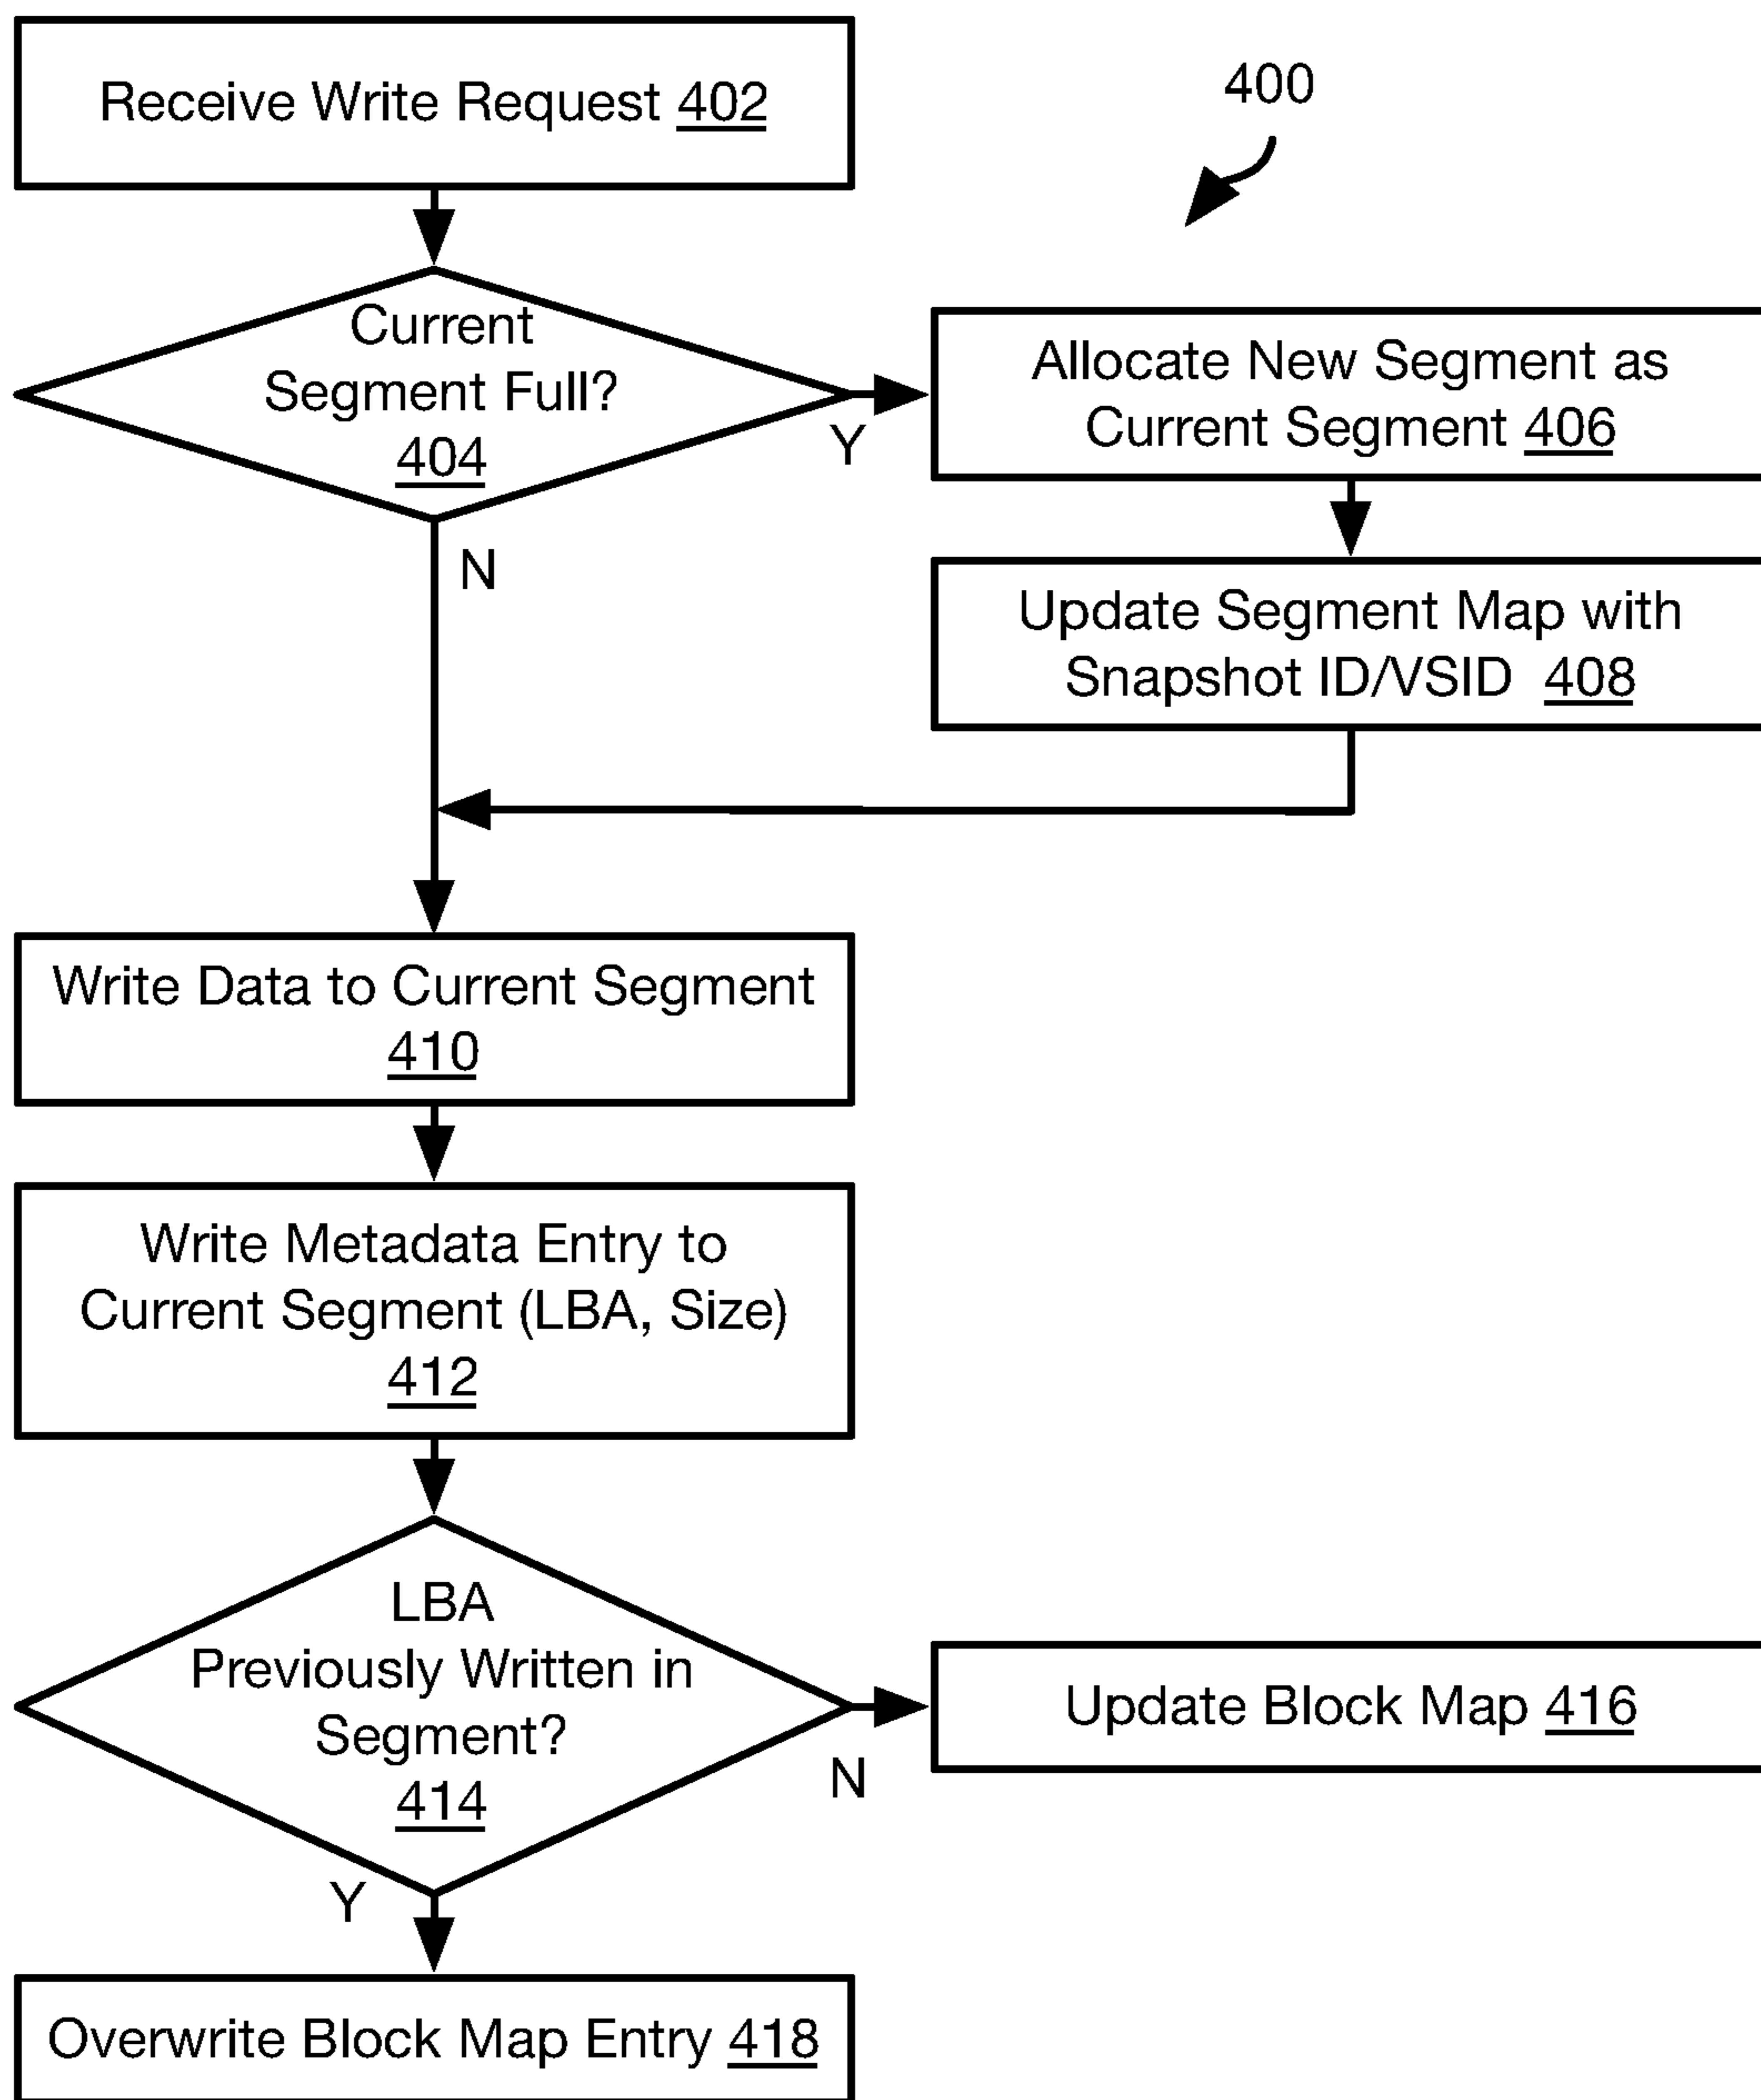 Receive Write Request 402
400
Current
Segment Full?
404
Y
N
Allocate New Segment as
Current Segment 406
Update Segment Map with
Snapshot ID/VSID 408
Write Data to Current Segment
410
Write Metadata Entry to
Current Segment (LBA, Size)
412
LBA
Previously Written in
Segment?
414
N
Y
Update Block Map 416
Overwrite Block Map Entry 418